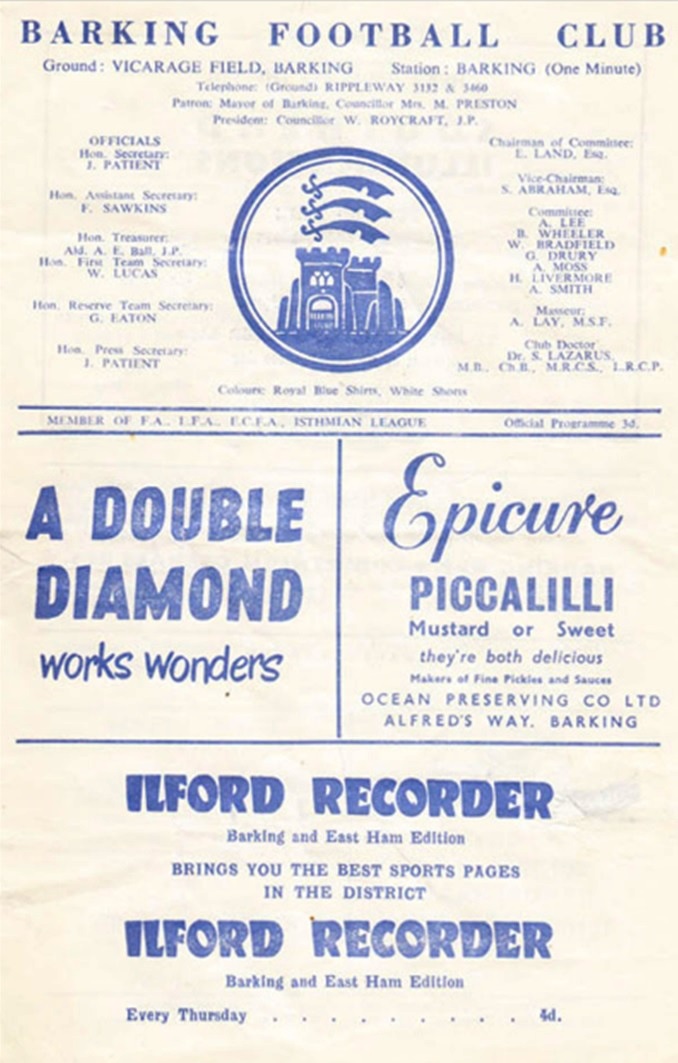 BARKING FOOTBALL CLUB
Ground: VICARAGE FIELD, BARKING Station: BARKING (One Minute)
Telephone: (Ground) RIPPLEWAY 3132 & 3460
Patron: Mayor of Barking, Councillor Mrs. M. PRESTON
President: Councillor W. ROYCRAFT, J.P.
OFFICIALS
Hon. Secretary:
J. PATIENT
Hon. Assistant Secretary:
F. SAWKINS
Hon. Treasurer:
Ald. A. E. Ball, J.P.
Hon. First Team Secretary:
W. LUCAS
Hon. Reserve Team Secretary:
G. EATON
Hon. Press Secretary:
J. PATIENT
Chairman of Committee:
E. LAND, Esq.
Vice-Chairman:
S. ABRAHAM, Esq.
Committee:
A. LEE
B. WHEELER
W. BRADFIELD
G. DRURY
A. MOSS
H. LIVERMORE
A. SMITH
Masseur:
A. LAY, M.S.F.
Club Doctor
Dr. S. LAZARUS,
M.B., Ch.B., M.R.C.S., L.R.C.P.
Colours: Royal Blue Shirts, White Shorts
MEMBER OF F.A., L.F.A., E.C.F.A., ISTHMIAN LEAGUE Official Programme 3d.
A DOUBLE
DIAMOND
works wonders
Epicure
PICCALILLI
Mustard or Sweet
they're both delicious
Makers of Fine Pickles and Sauces
OCEAN PRESERVING CO LTD
ALFRED'S WAY. BARKING
ILFORD RECORDER
Barking and East Ham Edition
BRINGS YOU THE BEST SPORTS PAGES
IN THE DISTRICT
ILFORD RECORDER
Barking and East Ham Edition
Every Thursday . . . . . . . . . 4d.